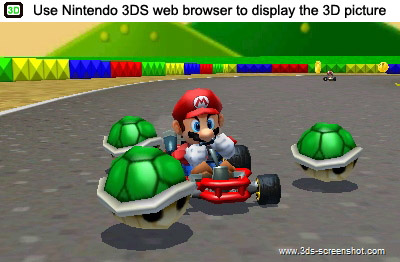 3D Use Nintendo 3DS web browser to display the 3D picture
M
www.3ds-screenshot.com